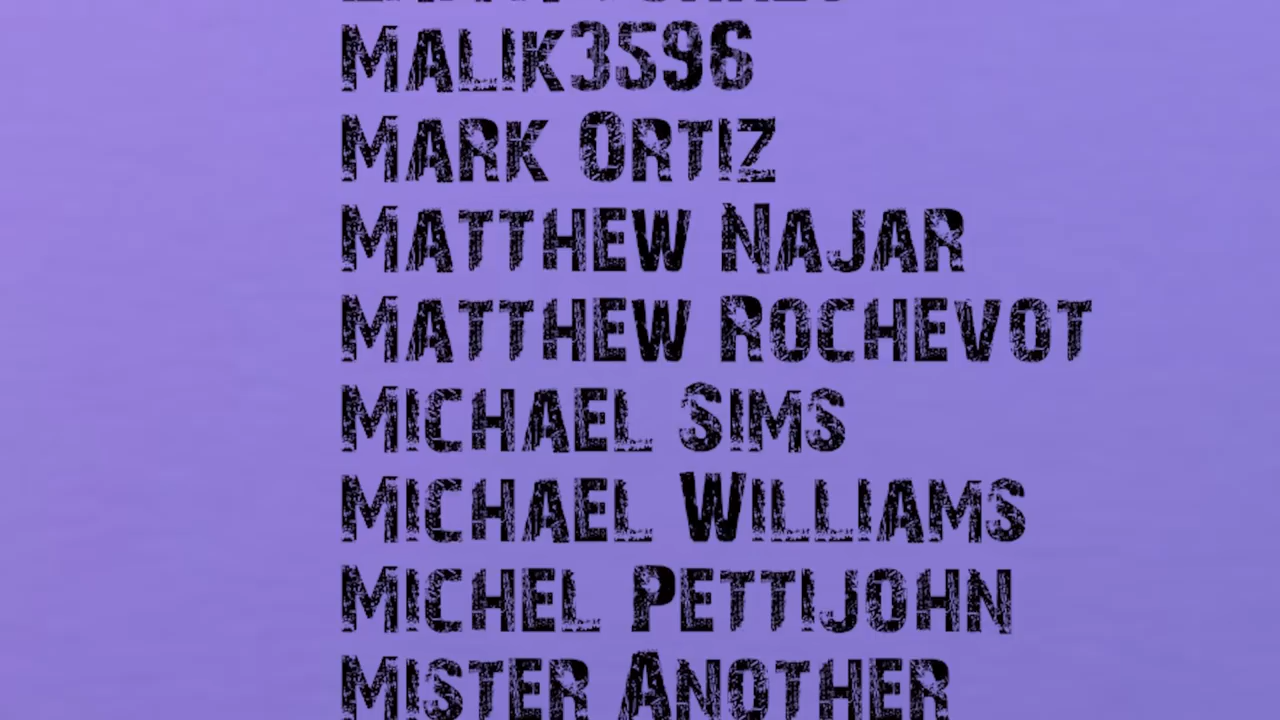 Malik3596
Mark Ortiz
Matthew Najar
Matthew Rochevot
Michael Sims
Michael Williams
Michel Pettijohn
Mister Another